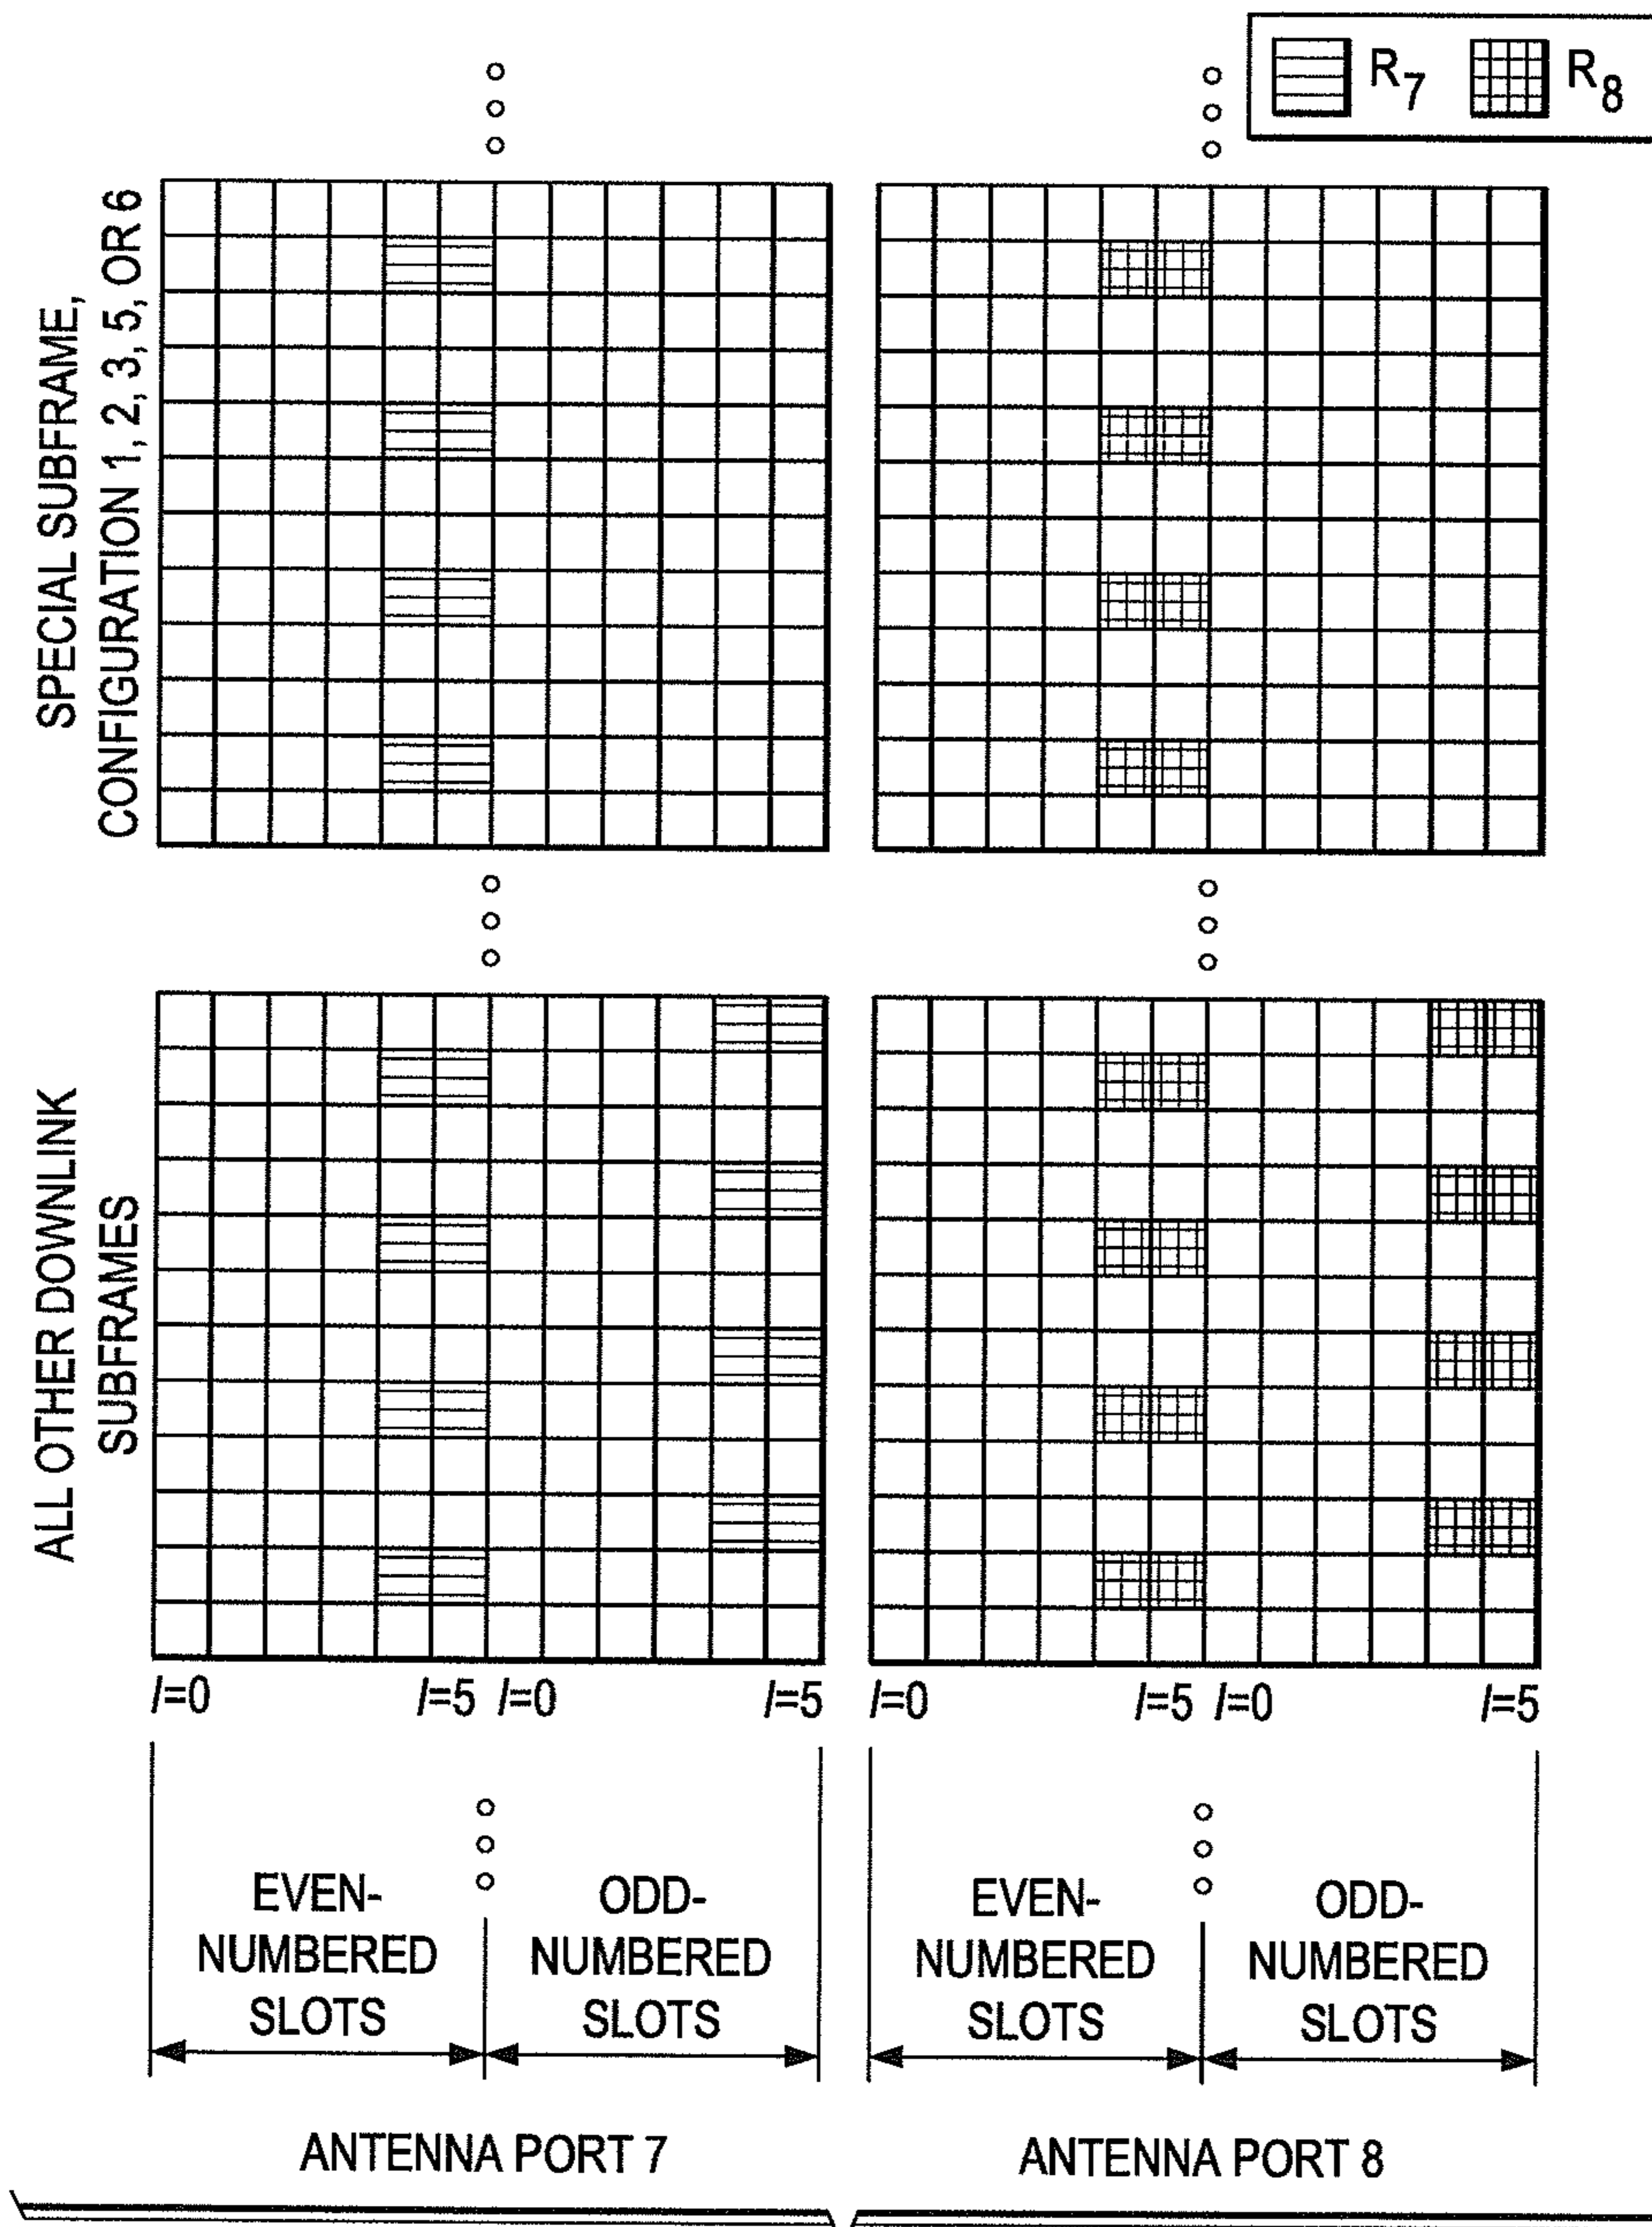 R7 R8
SPECIAL SUBFRAME,
CONFIGURATION 1, 2, 3, 5, OR 6
ALL OTHER DOWNLINK
SUBFRAMES
l=0 l=5 l=0 l=5 l=0 l=5 l=0 l=5
EVEN-
NUMBERED
SLOTS
ODD-
NUMBERED
SLOTS
EVEN-
NUMBERED
SLOTS
ODD-
NUMBERED
SLOTS
ANTENNA PORT 7
ANTENNA PORT 8